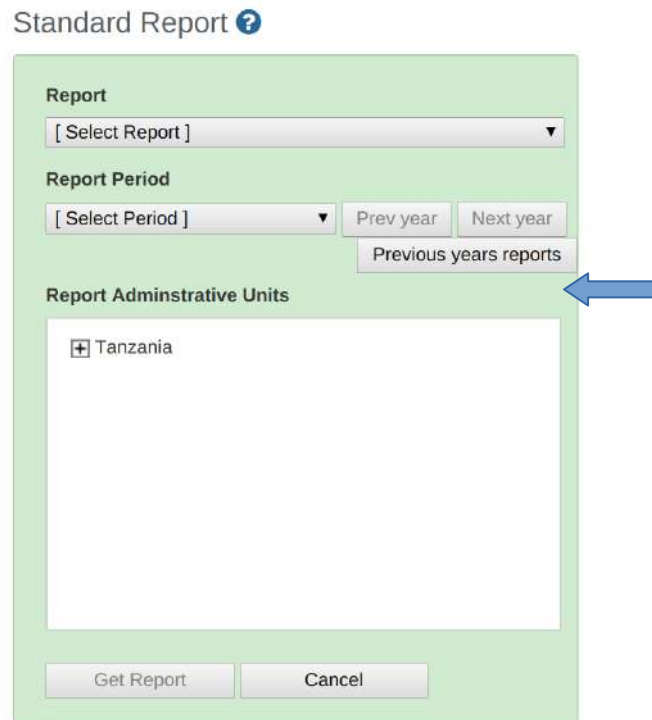 Standard Report ?
Report
[ Select Report ]
Report Period
[ Select Period ] Prev year Next year
Previous years reports
Report Adminstrative Units
Tanzania
Get Report Cancel